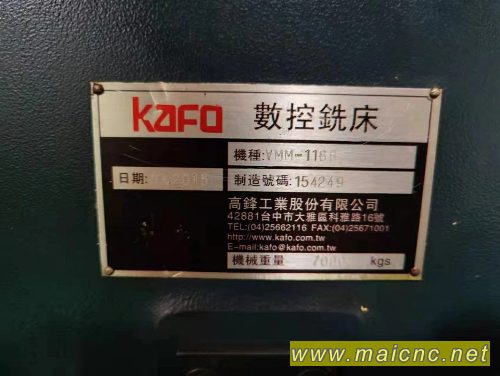 KAFO 數控銑床
機種:
日期: 2015 制造號碼:154249
高鋒工業股份有限公司
42881台中市大雅區科雅路16號
TEL:(04)25662116 FAX:(04)25671001
http://www.kafo.com.tw
E-mail:kafo@kafo.com.tw
機械重量 kgs
www.maicnc.net